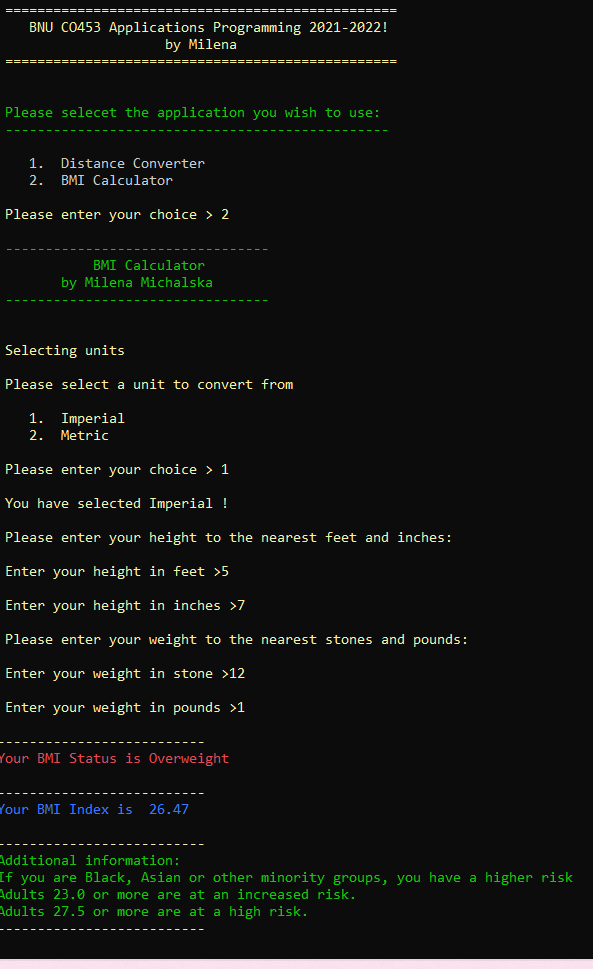 =================================================
BNU CO453 Applications Programming 2021-2022!
by Milena
=================================================
Please selecet the application you wish to use:
------------------------------------------------
1. Distance Converter
2. BMI Calculator
Please enter your choice > 2
---------------------------------
BMI Calculator
by Milena Michalska
---------------------------------
Selecting units
Please select a unit to convert from
1. Imperial
2. Metric
Please enter your choice > 1
You have selected Imperial !
Please enter your height to the nearest feet and inches:
Enter your height in feet >5
Enter your height in inches >7
Please enter your weight to the nearest stones and pounds:
Enter your weight in stone >12
Enter your weight in pounds >1
--------------------------
Your BMI Status is Overweight
--------------------------
Your BMI Index is  26.47
--------------------------
Additional information:
If you are Black, Asian or other minority groups, you have a higher risk
Adults 23.0 or more are at an increased risk.
Adults 27.5 or more are at a high risk.
--------------------------